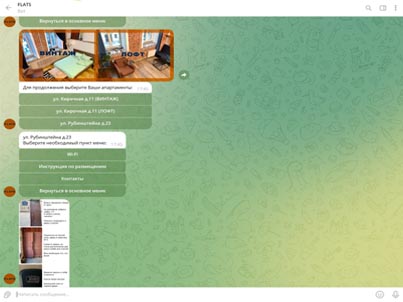 FLATS
Bot
Вернуться в основное меню
ВИНТАЖ
ЛОФТ
Для продолжения выберите Ваши апартаменты:
ул. Кирочная д.11 (ВИНТАЖ)
ул. Кирочная д.11 (ЛОФТ)
ул. Рубинштейна д.23
ул. Рубинштейна д.23
Выберите необходимый пункт меню:
Wi-Fi
Инструкция по размещению
Контакты
Вернуться в основное меню
Написать сообщение...